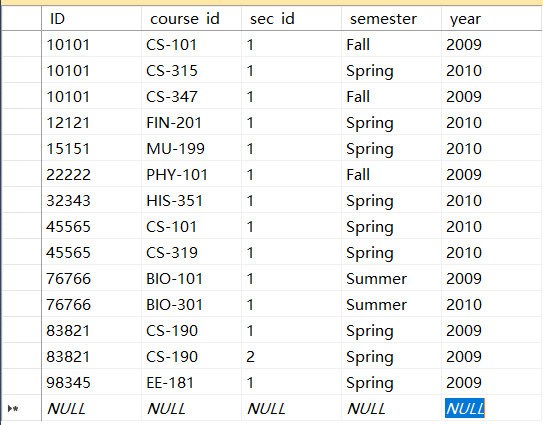 ID course id sec id semester year
10101 CS-101 1 Fall 2009
10101 CS-315 1 Spring 2010
10101 CS-347 1 Fall 2009
12121 FIN-201 1 Spring 2010
15151 MU-199 1 Spring 2010
22222 PHY-101 1 Fall 2009
32343 HIS-351 1 Spring 2010
45565 CS-101 1 Spring 2010
45565 CS-319 1 Spring 2010
76766 BIO-101 1 Summer 2009
76766 BIO-301 1 Summer 2010
83821 CS-190 1 Spring 2009
83821 CS-190 2 Spring 2009
98345 EE-181 1 Spring 2009
NULL NULL NULL NULL NULL